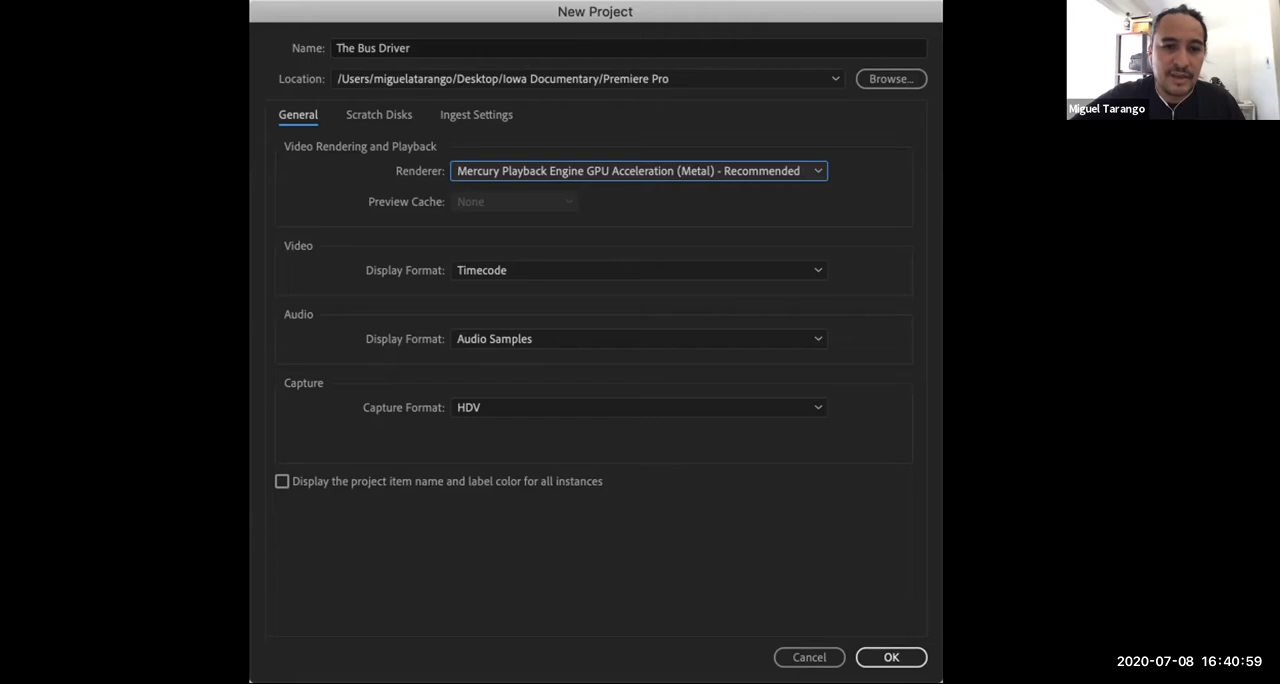 New Project
Name: The Bus Driver
Location: /Users/miguelatarango/Desktop/Iowa Documentary/Premiere Pro Browse...
General Scratch Disks Ingest Settings
Video Rendering and Playback
Renderer: Mercury Playback Engine GPU Acceleration (Metal) - Recommended
Preview Cache: None
Video
Display Format: Timecode
Audio
Display Format: Audio Samples
Capture
Capture Format: HDV
Display the project item name and label color for all instances
Cancel OK
Miguel Tarango
2020-07-08 16:40:59